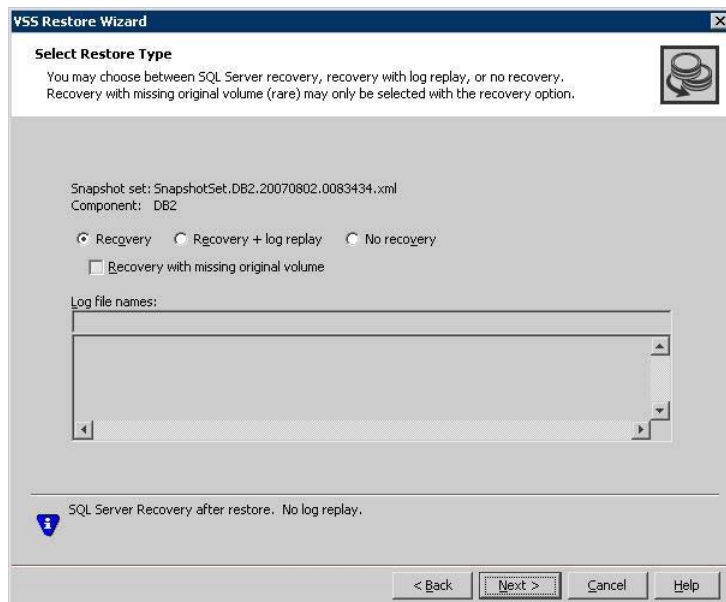 VSS Restore Wizard
Select Restore Type
You may choose between SQL Server recovery, recovery with log replay, or no recovery.
Recovery with missing original volume (rare) may only be selected with the recovery option.
Snapshot set: SnapshotSet.DB2.20070802.0083434.xml
Component: DB2
Recovery Recovery + log replay No recovery
Recovery with missing original volume
Log file names:
SQL Server Recovery after restore. No log replay.
< Back Next > Cancel Help